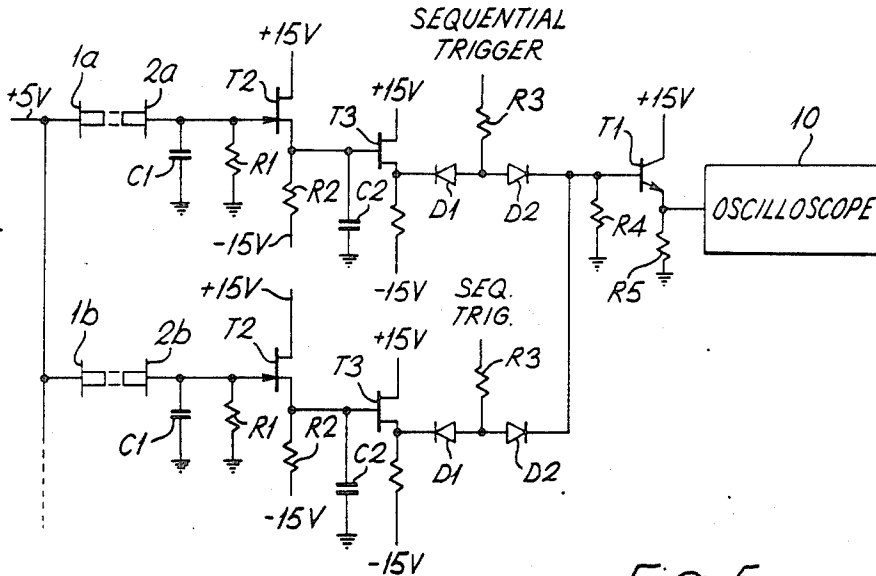 SEQUENTIAL
TRIGGER
+15V
1a
2a
T2
+5V
+15V
T3
R3
+15V
T1
10
C1
R1
R2
C2
D1
D2
R4
OSCILLOSCOPE
R5
-15V
-15V
+15V
SEQ.
TRIG.
1b
2b
T2
+15V
T3
R3
C1
R1
R2
C2
D1
D2
-15V
-15V